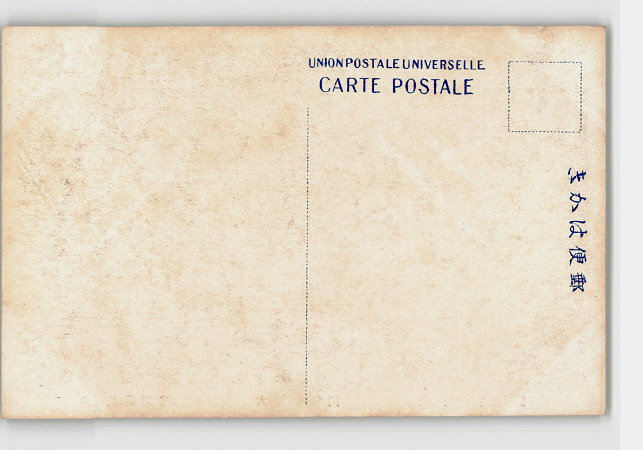 UNION POSTALE UNIVERSELLE
CARTE POSTALE
郵便はかき